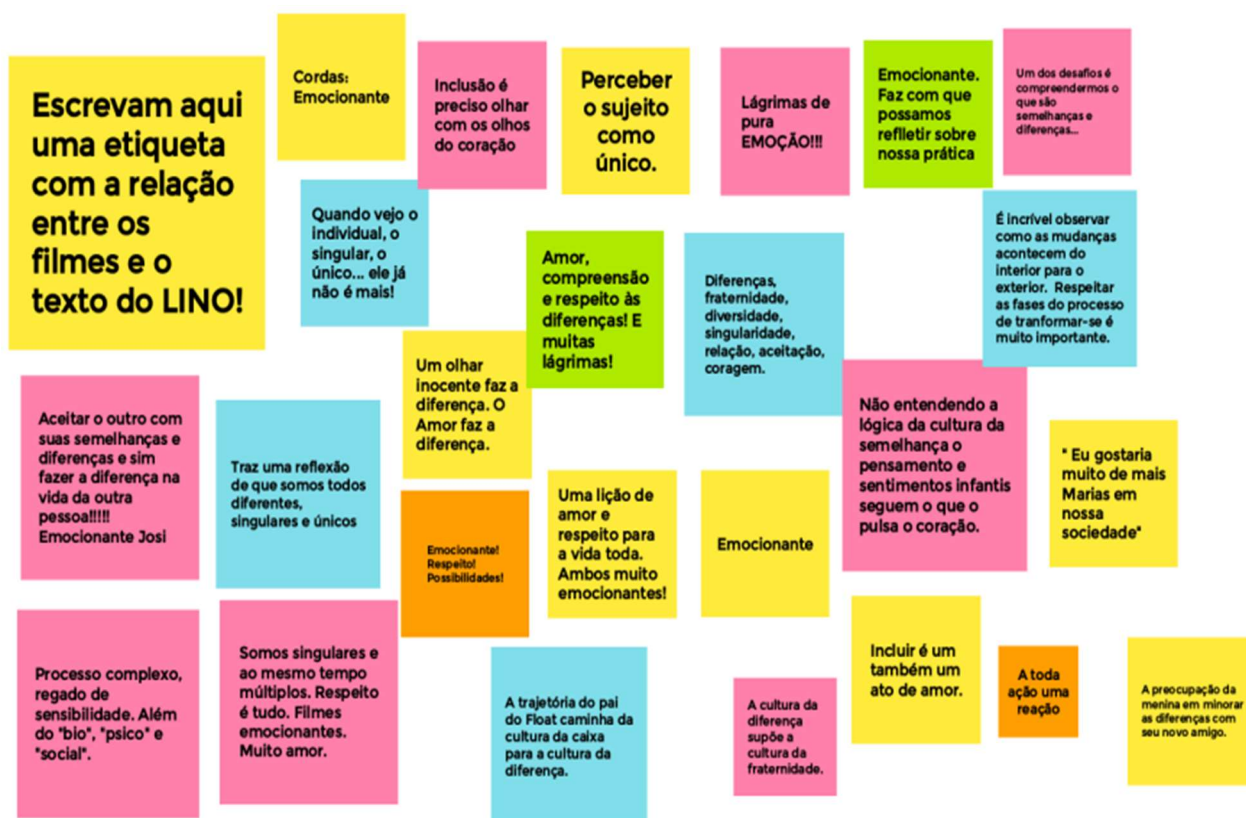 Escrevam aqui
uma etiqueta
com a relação
entre os
filmes e o
texto do LINO!
Cordas:
Emocionante
Inclusão é
preciso olhar
com os olhos
do coração
Perceber
o sujeito
como
único.
Lágrimas de
pura
EMOÇÃO!!!
Emocionante.
Faz com que
possamos
reflletir sobre
nossa prática
Um dos desafios é
compreendermos o
que são
semelhanças e
diferenças...
Quando vejo o
individual, o
singular, o
único... ele já
não é mais!
Amor,
compreensão
e respeito às
diferenças! E
muitas
lágrimas!
Diferenças,
fraternidade,
diversidade,
singularidade,
relação, aceitação,
coragem.
É incrível observar
como as mudanças
acontecem do
interior para o
exterior. Respeitar
as fases do processo
de tranformar-se é
muito importante.
Um olhar
inocente faz a
diferença. O
Amor faz a
diferença.
Não entendendo a
lógica da cultura da
semelhança o
pensamento e
sentimentos infantis
seguem o que o
pulsa o coração.
Aceitar o outro com
suas semelhanças e
diferenças e sim
fazer a diferença na
vida da outra
pessoa!!!!!
Emocionante Josi
Traz uma reflexão
de que somos todos
diferentes,
singulares e únicos
Emocionante!
Respeito!
Possibilidades!
Uma lição de
amor e
respeito para
a vida toda.
Ambos muito
emocionantes!
Emocionante
" Eu gostaria
muito de mais
Marias em
nossa
sociedade"
Processo complexo,
regado de
sensibilidade. Além
do "bio", "psico" e
"social".
Somos singulares e
ao mesmo tempo
múltiplos. Respeito
é tudo. Filmes
emocionantes.
Muito amor.
A trajetória do pai
do Float caminha da
cultura da caixa
para a cultura da
diferença.
A cultura da
diferença
supõe a
cultura da
fraternidade.
Incluir é um
também um
ato de amor.
A toda
ação uma
reação
A preocupação da
menina em minorar
as diferenças com
seu novo amigo.